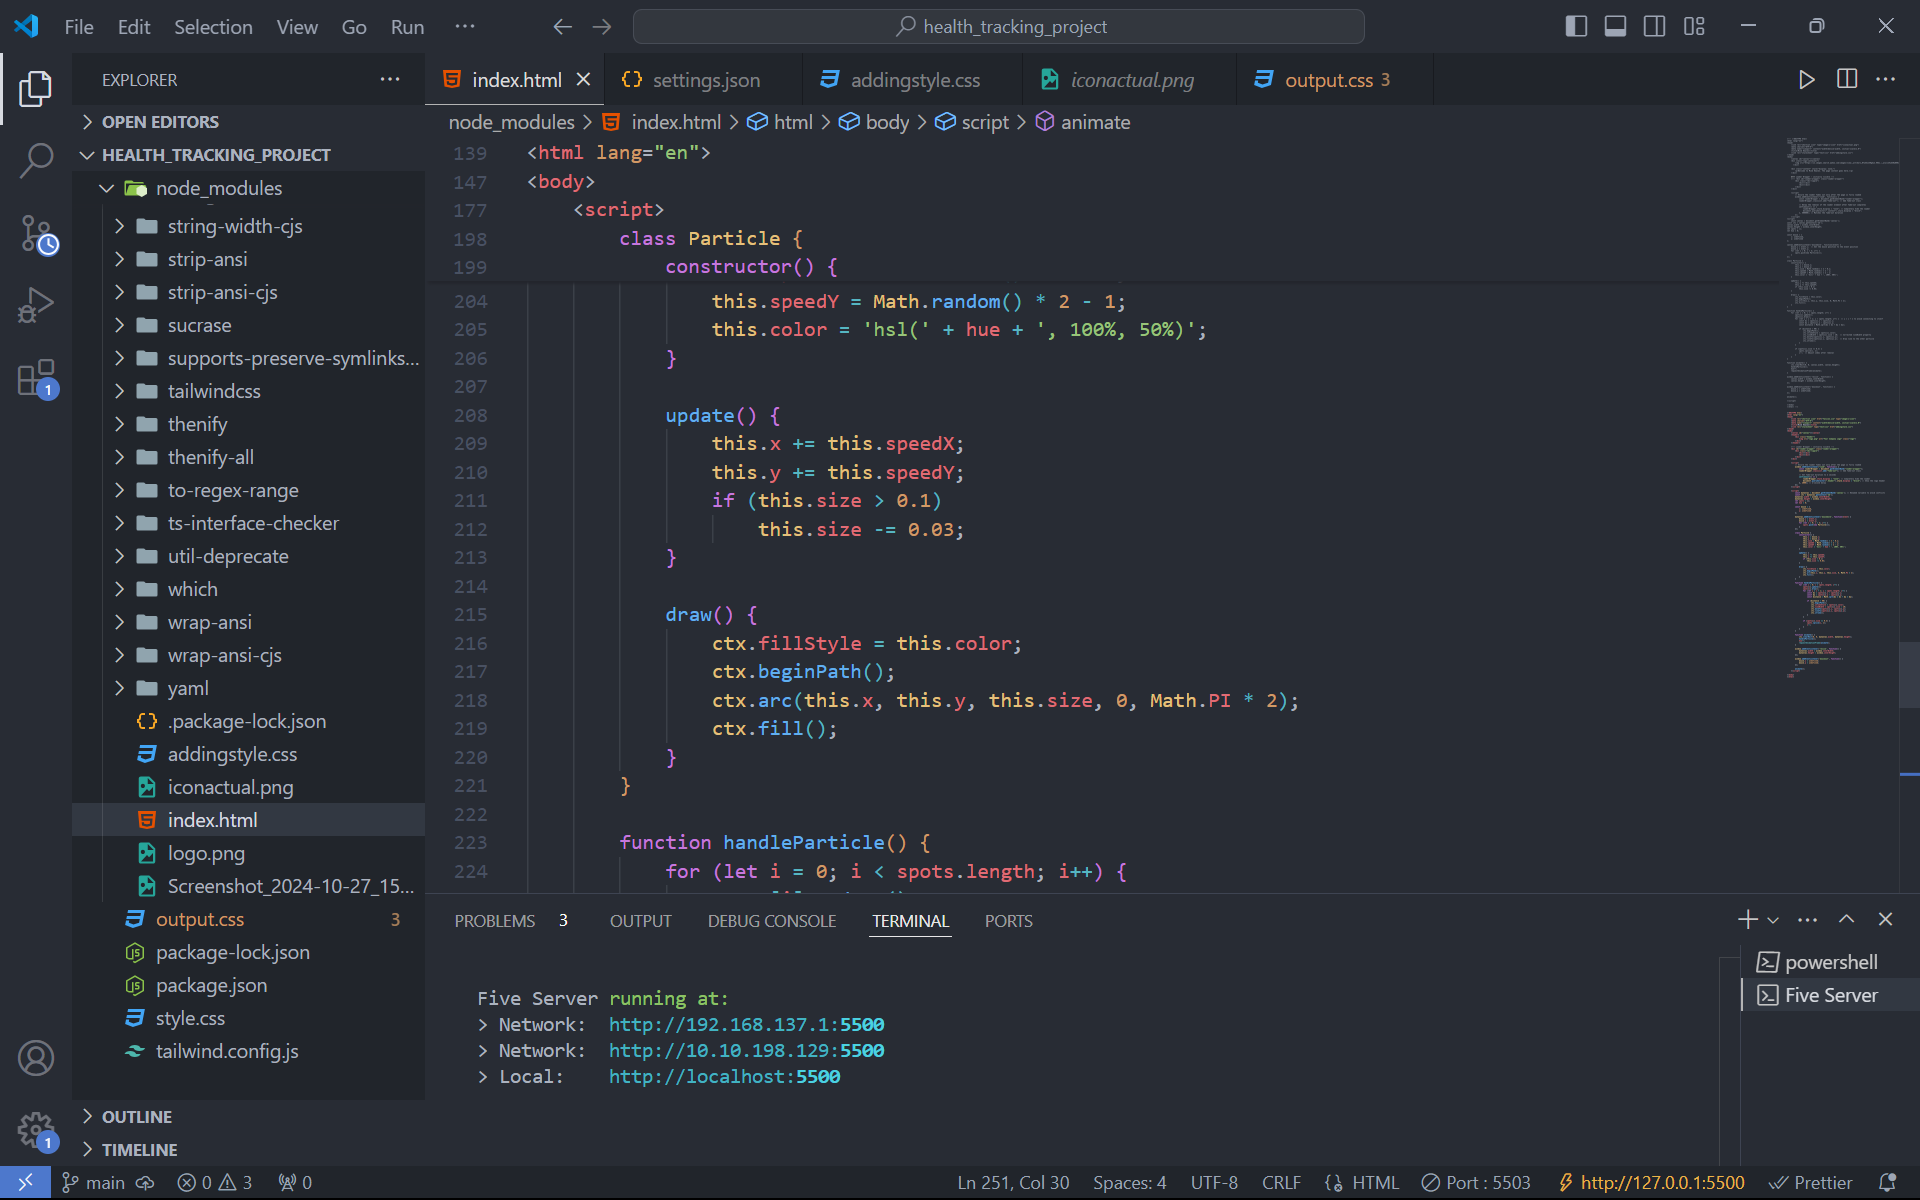 File Edit Selection View Go Run
health_tracking_project
EXPLORER
OPEN EDITORS
HEALTH_TRACKING_PROJECT
node_modules
string-width-cjs
strip-ansi
strip-ansi-cjs
sucrase
supports-preserve-symlinks...
tailwindcss
thenify
thenify-all
to-regex-range
ts-interface-checker
util-deprecate
which
wrap-ansi
wrap-ansi-cjs
yaml
.package-lock.json
addingstyle.css
iconactual.png
index.html
logo.png
Screenshot_2024-10-27_15...
output.css 3
package-lock.json
package.json
style.css
tailwind.config.js
OUTLINE
TIMELINE
1
1
index.html settings.json addingstyle.css iconactual.png output.css 3
node_modules > index.html > html > body > script > animate
139 <html lang="en">
147 <body>
177 <script>
198 class Particle {
199 constructor() {
204 this.speedY = Math.random() * 2 - 1;
205 this.color = 'hsl(' + hue + ', 100%, 50%)';
206 }
207
208 update() {
209 this.x += this.speedX;
210 this.y += this.speedY;
211 if (this.size > 0.1)
212 this.size -= 0.03;
213 }
214
215 draw() {
216 ctx.fillStyle = this.color;
217 ctx.beginPath();
218 ctx.arc(this.x, this.y, this.size, 0, Math.PI * 2);
219 ctx.fill();
220 }
221 }
222
223 function handleParticle() {
224 for (let i = 0; i < spots.length; i++) {
PROBLEMS 3 OUTPUT DEBUG CONSOLE TERMINAL PORTS
Five Server running at:
> Network: http://192.168.137.1:5500
> Network: http://10.10.198.129:5500
> Local: http://localhost:5500
powershell
Five Server
main 0 3 0 Ln 251, Col 30 Spaces: 4 UTF-8 CRLF HTML Port : 5503 http://127.0.0.1:5500 Prettier